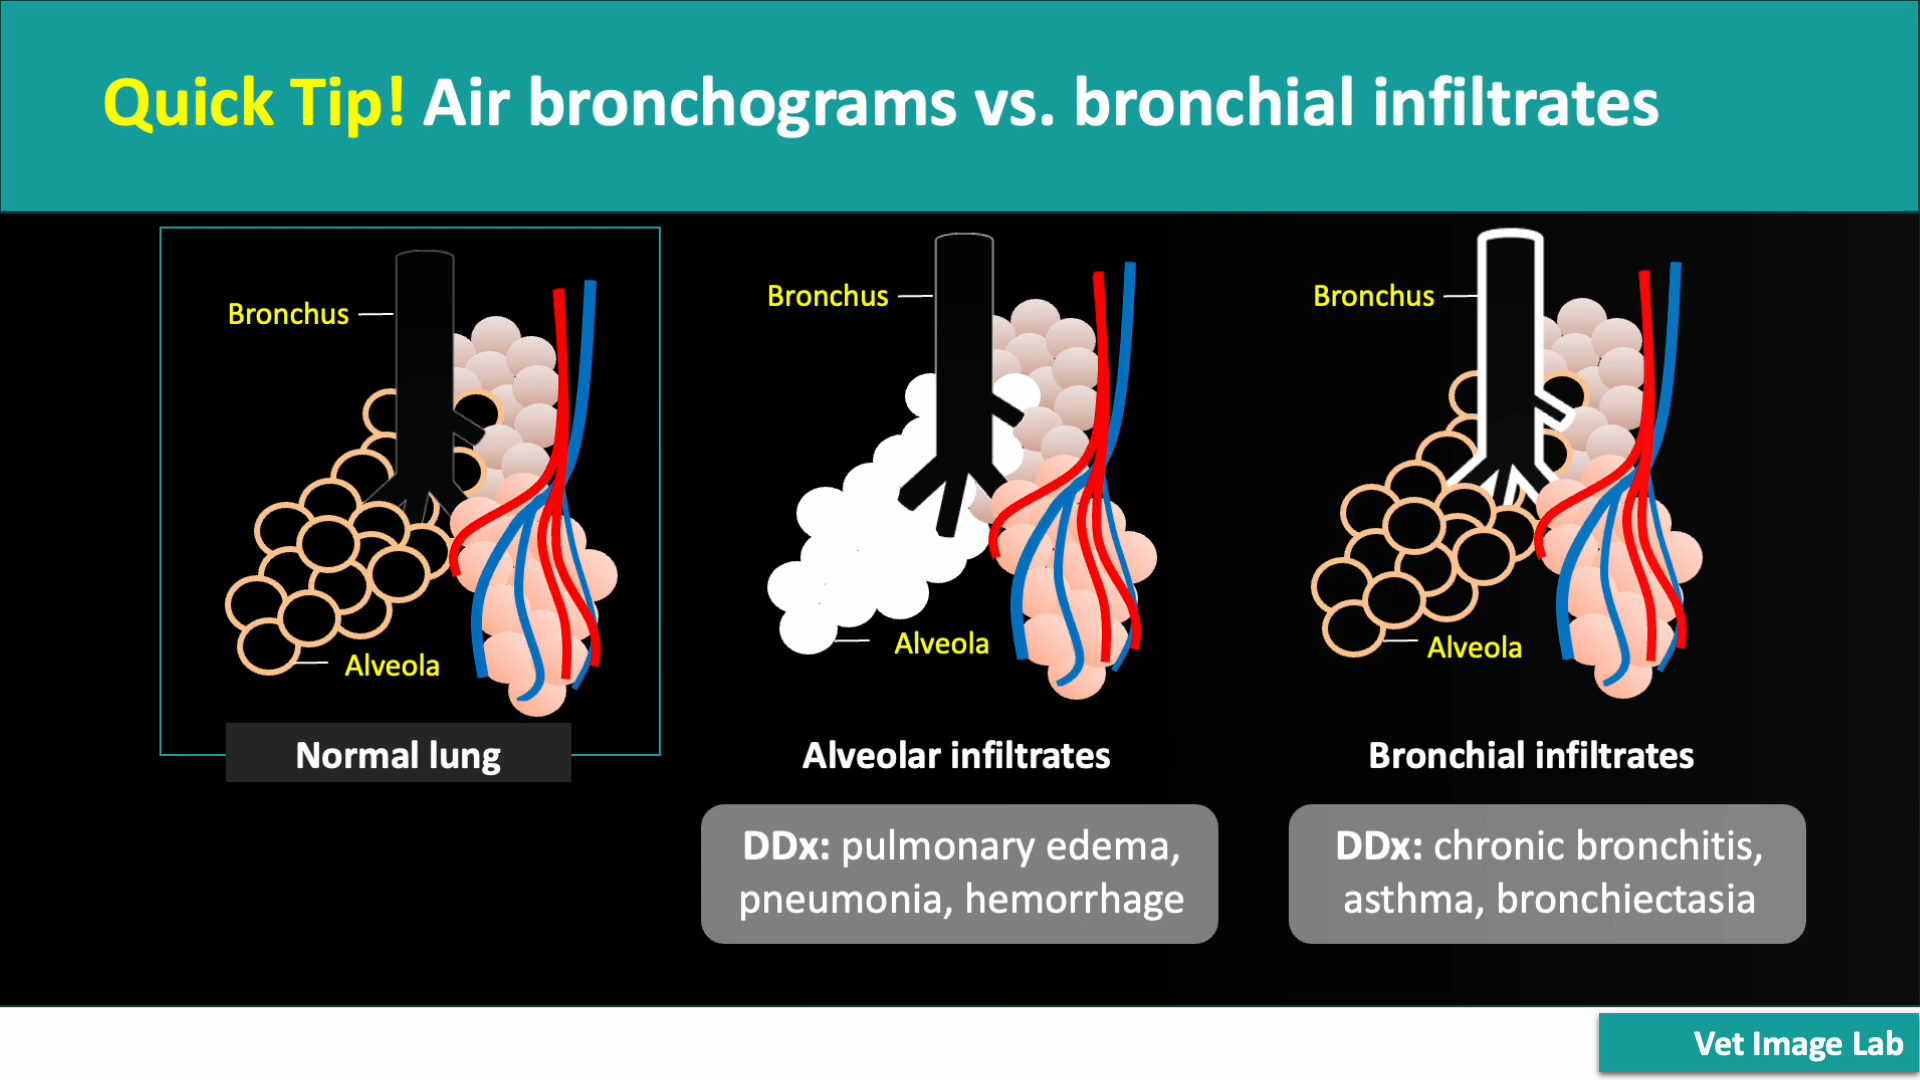 Quick Tip! Air bronchograms vs. bronchial infiltrates
Bronchus
Alveola
Normal lung
Bronchus
Alveola
Alveolar infiltrates
DDx: pulmonary edema,
pneumonia, hemorrhage
Bronchus
Alveola
Bronchial infiltrates
DDx: chronic bronchitis,
asthma, bronchiectasia
Vet Image Lab